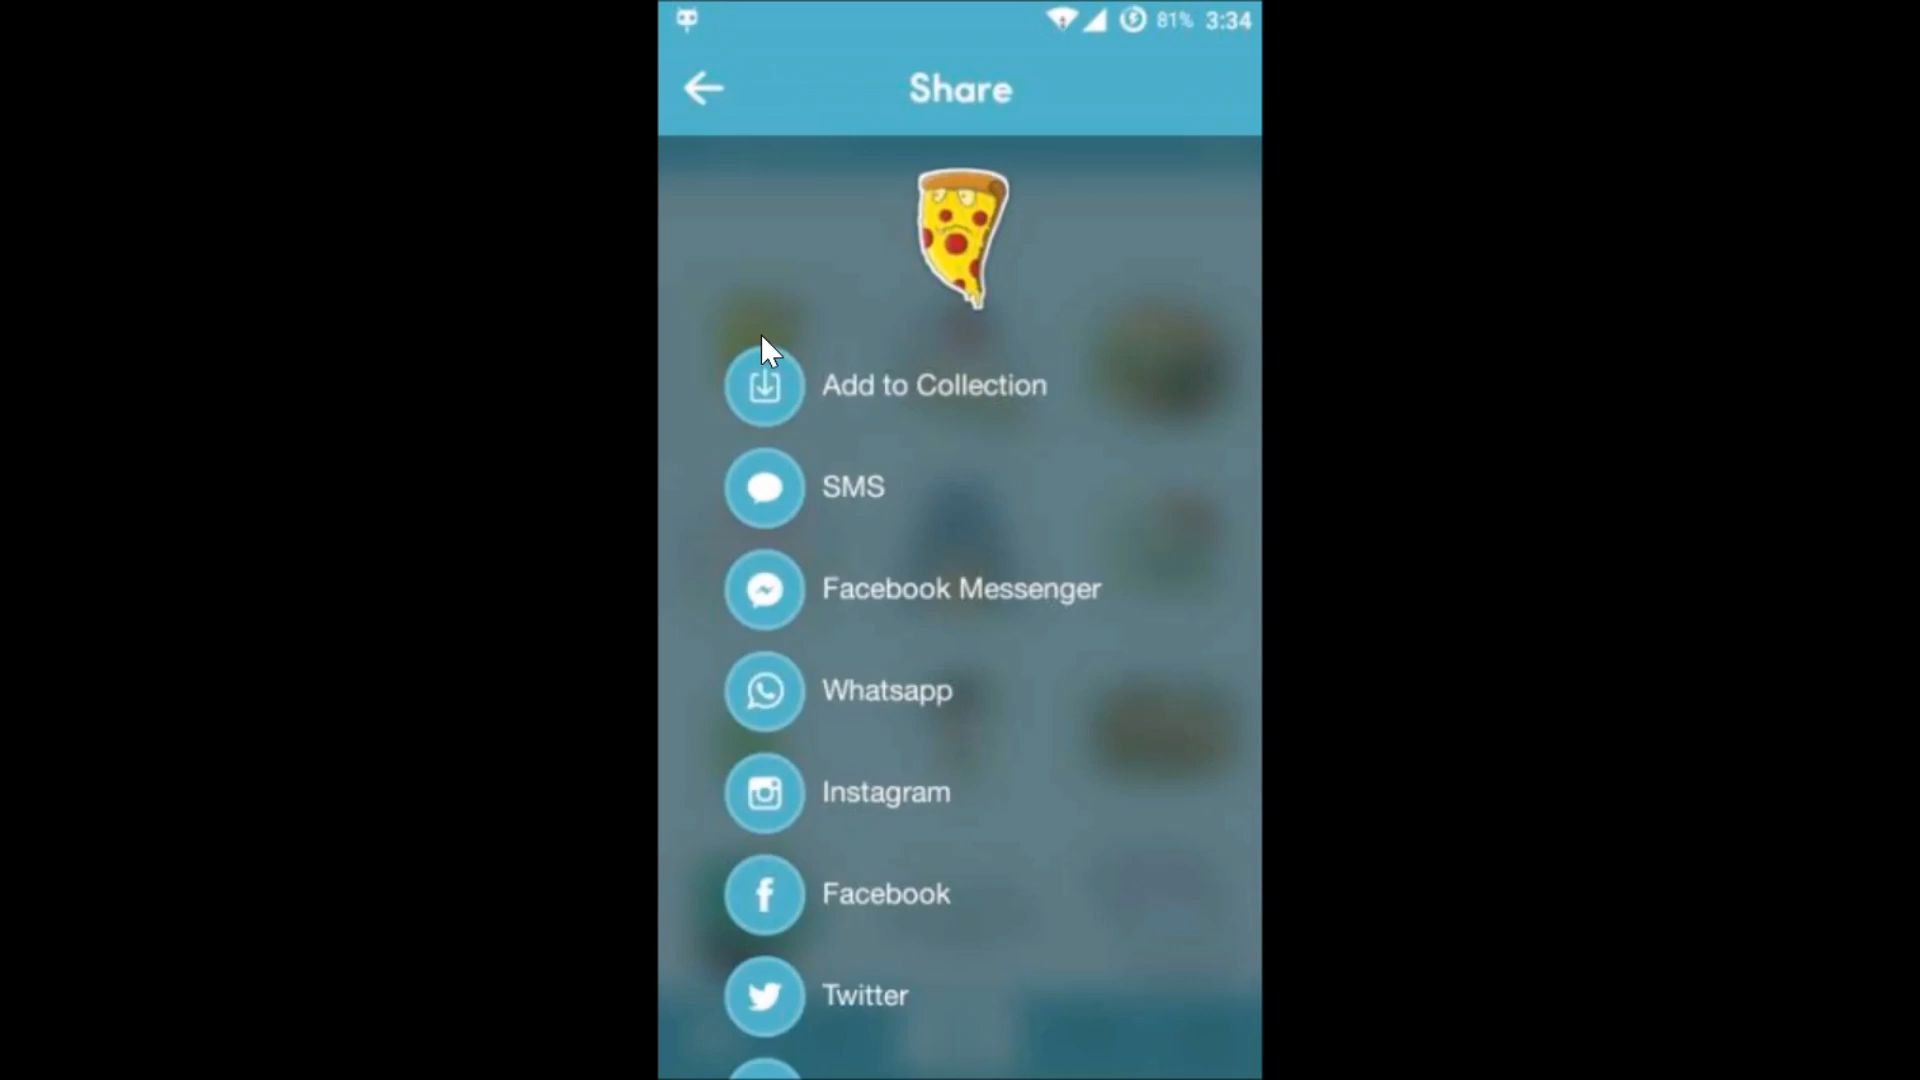 81% 3:34
Share
Add to Collection
SMS
Facebook Messenger
Whatsapp
Instagram
Facebook
Twitter